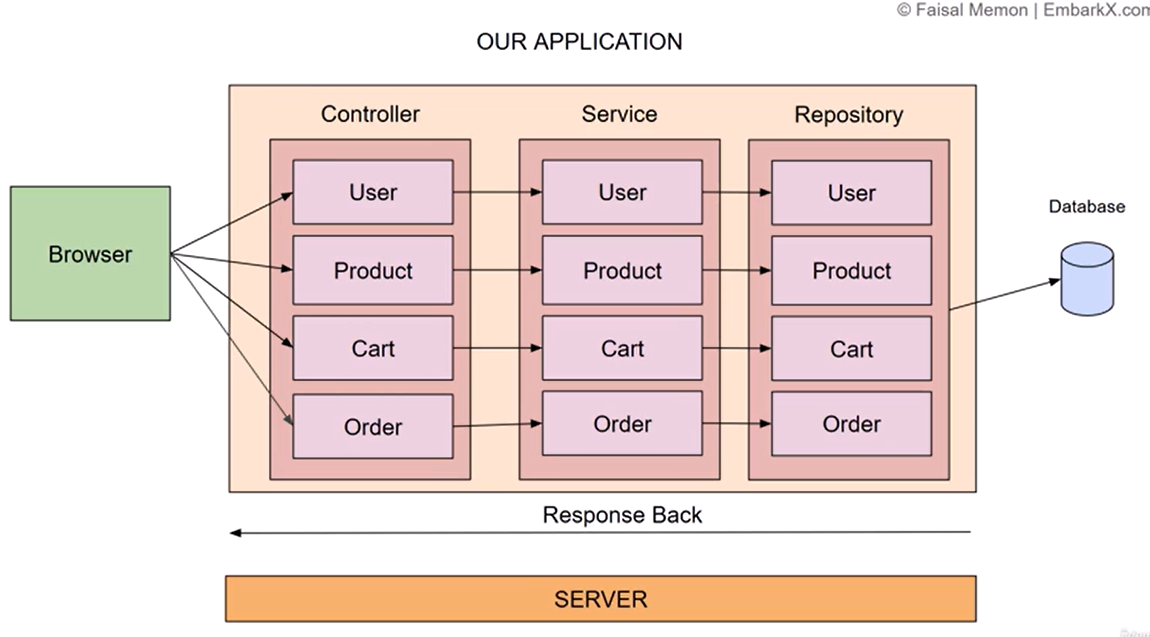 © Faisal Memon | EmbarkX.com
OUR APPLICATION
Controller
Service
Repository
Browser
User
User
User
Product
Product
Product
Cart
Cart
Cart
Order
Order
Order
Database
Response Back
SERVER